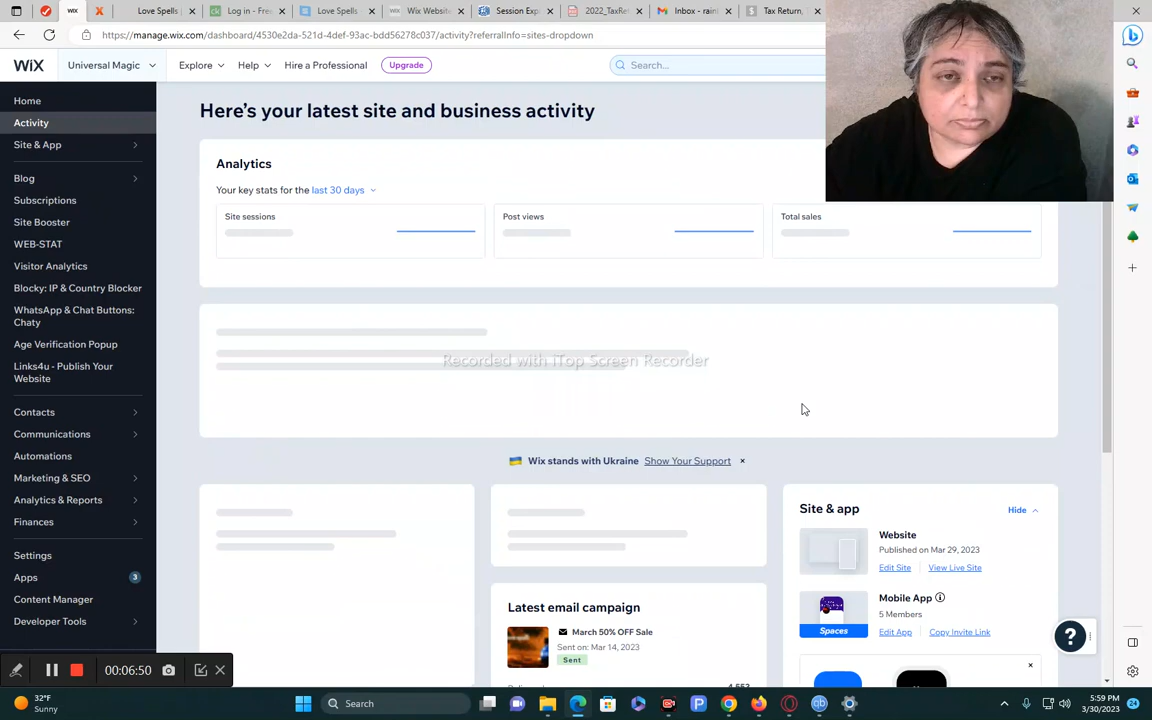 Love Spells
Log in - Free
Love Spells
Wix Website
Session Exp
2022_TaxRet
Inbox - rain
Tax Return,
https://manage.wix.com/dashboard/4530e2da-521d-4def-93ac-bdd56278c037/activity?referralInfo=sites-dropdown
WiX
Universal Magic
Explore
Help
Hire a Professional
Upgrade
Search...
Home
Activity
Site & App
Blog
Subscriptions
Site Booster
WEB-STAT
Visitor Analytics
Blocky: IP & Country Blocker
WhatsApp & Chat Buttons:
Chaty
Age Verification Popup
Links4u - Publish Your
Website
Contacts
Communications
Automations
Marketing & SEO
Analytics & Reports
Finances
Settings
Apps 3
Content Manager
Developer Tools
Here's your latest site and business activity
Analytics
Your key stats for the last 30 days
Site sessions
Post views
Total sales
Recorded with iTop Screen Recorder
Wix stands with Ukraine Show Your Support
Latest email campaign
March 50% OFF Sale
Sent on: Mar 14, 2023
Sent
Site & app
Hide
Website
Published on Mar 29, 2023
Edit Site
View Live Site
Mobile App
5 Members
Spaces
Edit App
Copy Invite Link
?
00:06:50
32°F
Sunny
Search
5:59 PM
3/30/2023